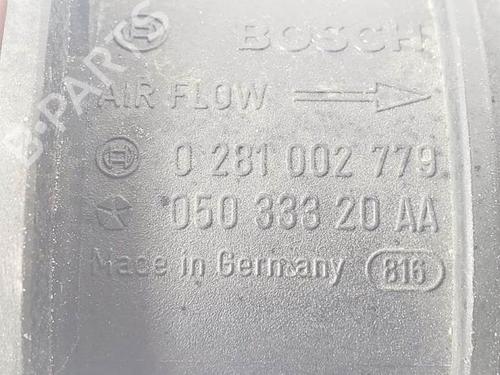 BOSCH
AIR FLOW
0 281 002 779
050 333 20 AA
Made in Germany 816
B-PARTS